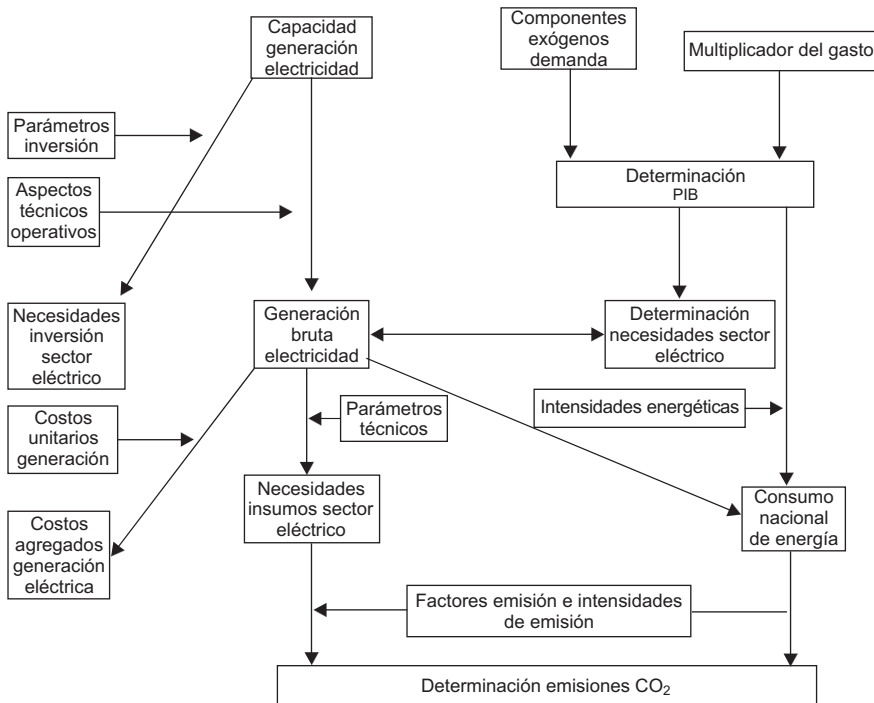 Capacidad
generación
electricidad
Componentes
exógenos
demanda
Multiplicador del gasto
Parámetros
inversión
Aspectos
técnicos
operativos
Determinación
PIB
Necesidades
inversión
sector
eléctrico
Generación
bruta
electricidad
Determinación
necesidades sector
eléctrico
Costos
unitarios
generación
Parámetros
técnicos
Intensidades energéticas
Costos
agregados
generación
eléctrica
Necesidades
insumos sector
eléctrico
Consumo
nacional
de energía
Factores emisión e intensidades
de emisión
Determinación emisiones CO₂